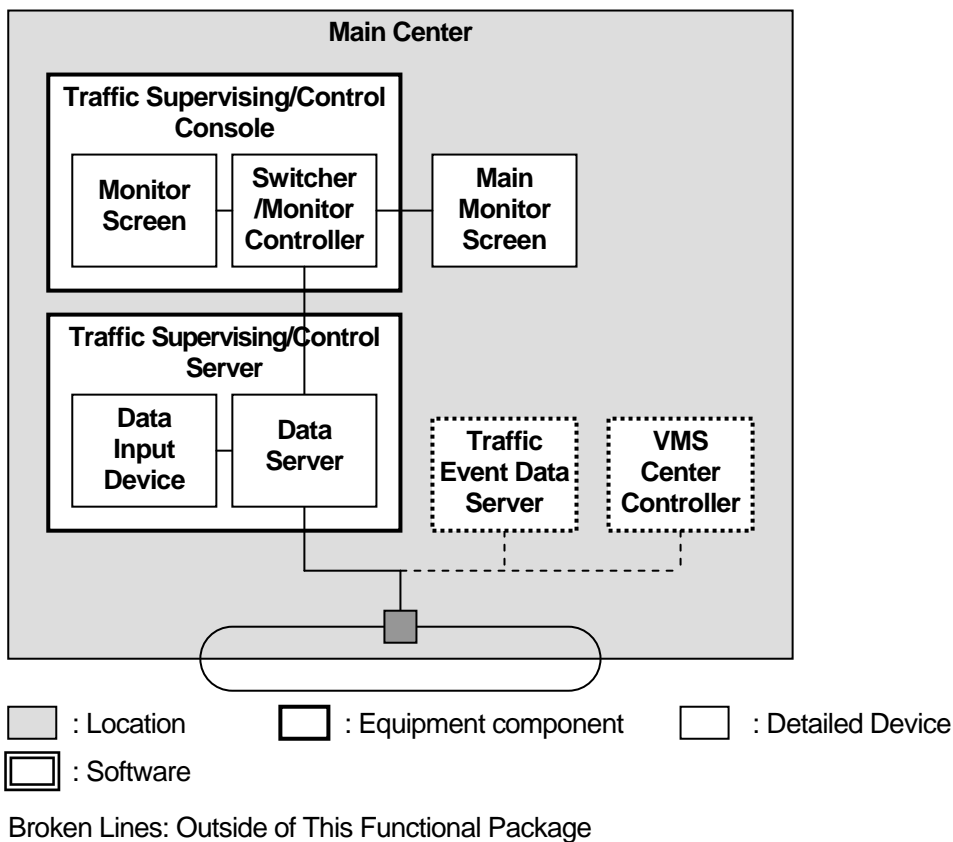 Main Center
Traffic Supervising/Control
Console
Monitor
Screen
Switcher
/Monitor
Controller
Main
Monitor
Screen
Traffic Supervising/Control
Server
Data
Input
Device
Data
Server
Traffic
Event Data
Server
VMS
Center
Controller
: Location
: Equipment component
: Detailed Device
: Software
Broken Lines: Outside of This Functional Package